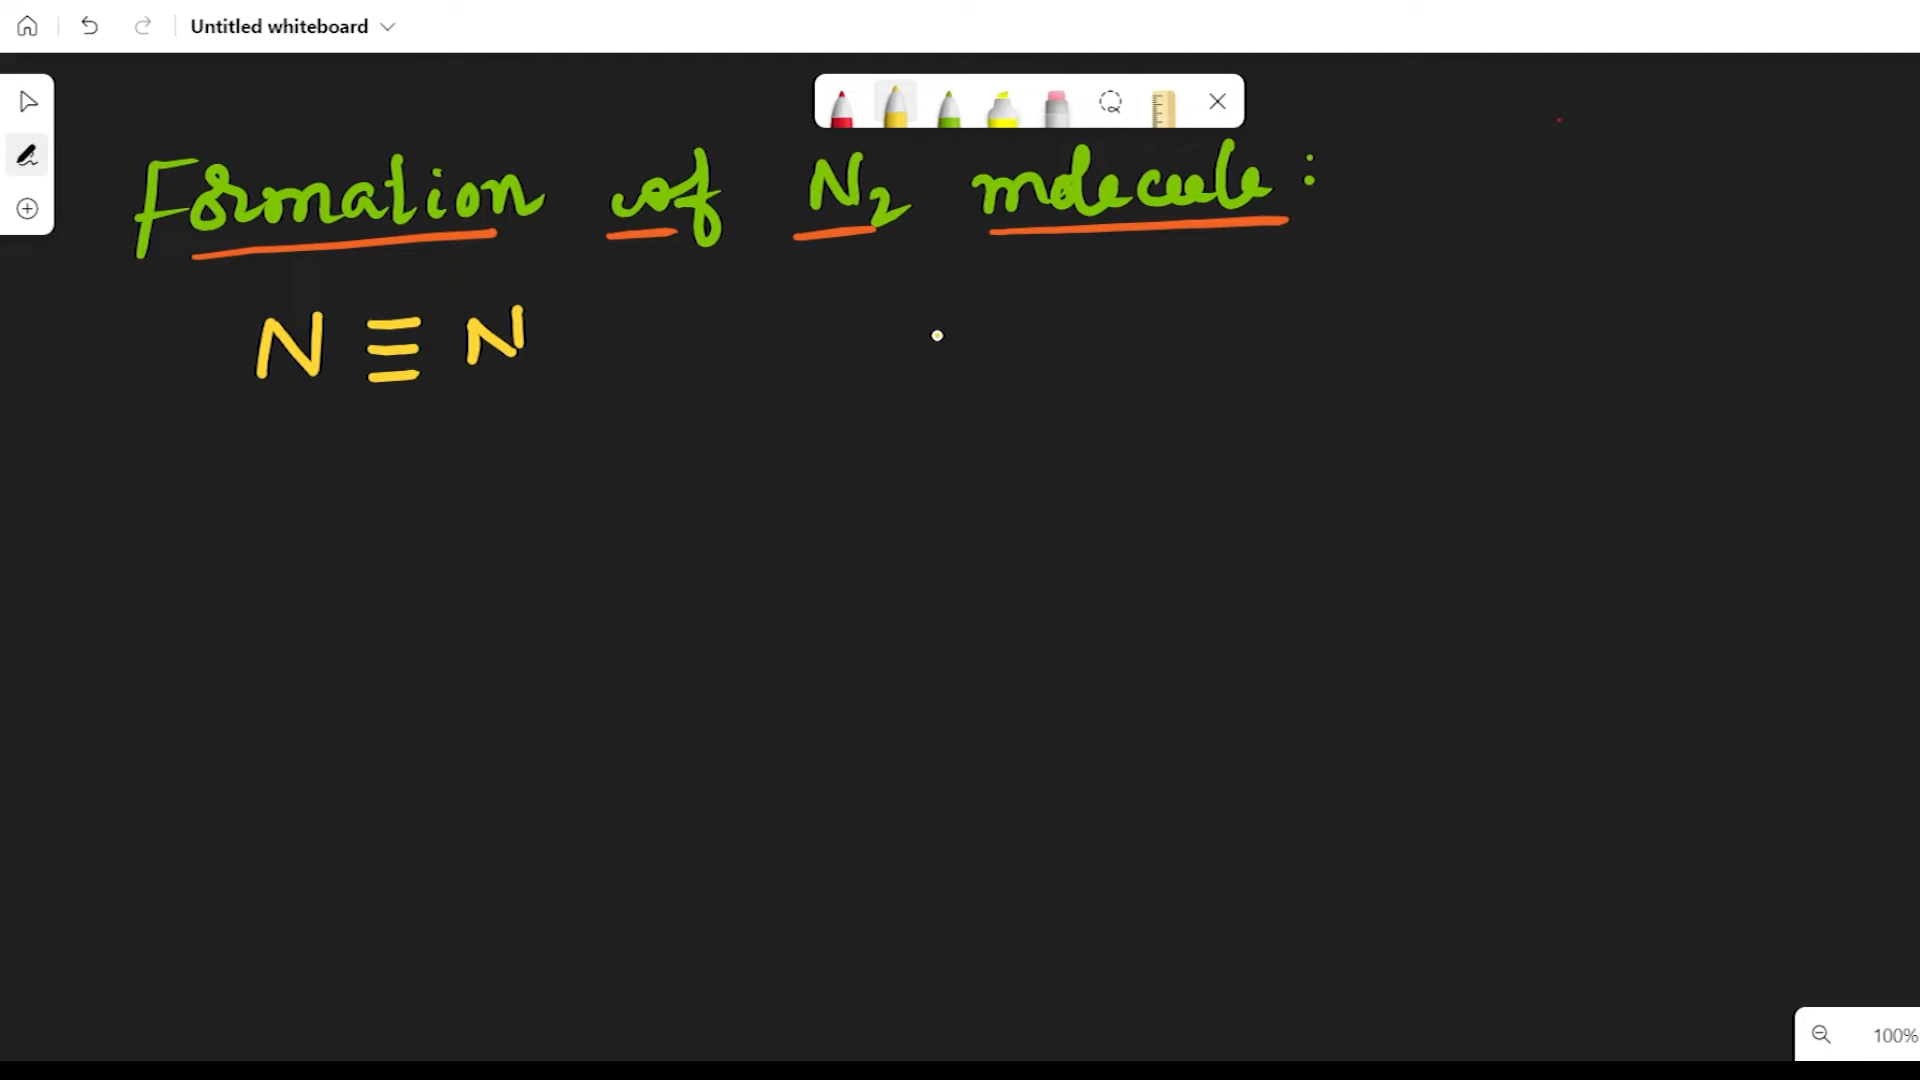 Untitled whiteboard
Formation of N₂ molecule :
N ≡ N
100%